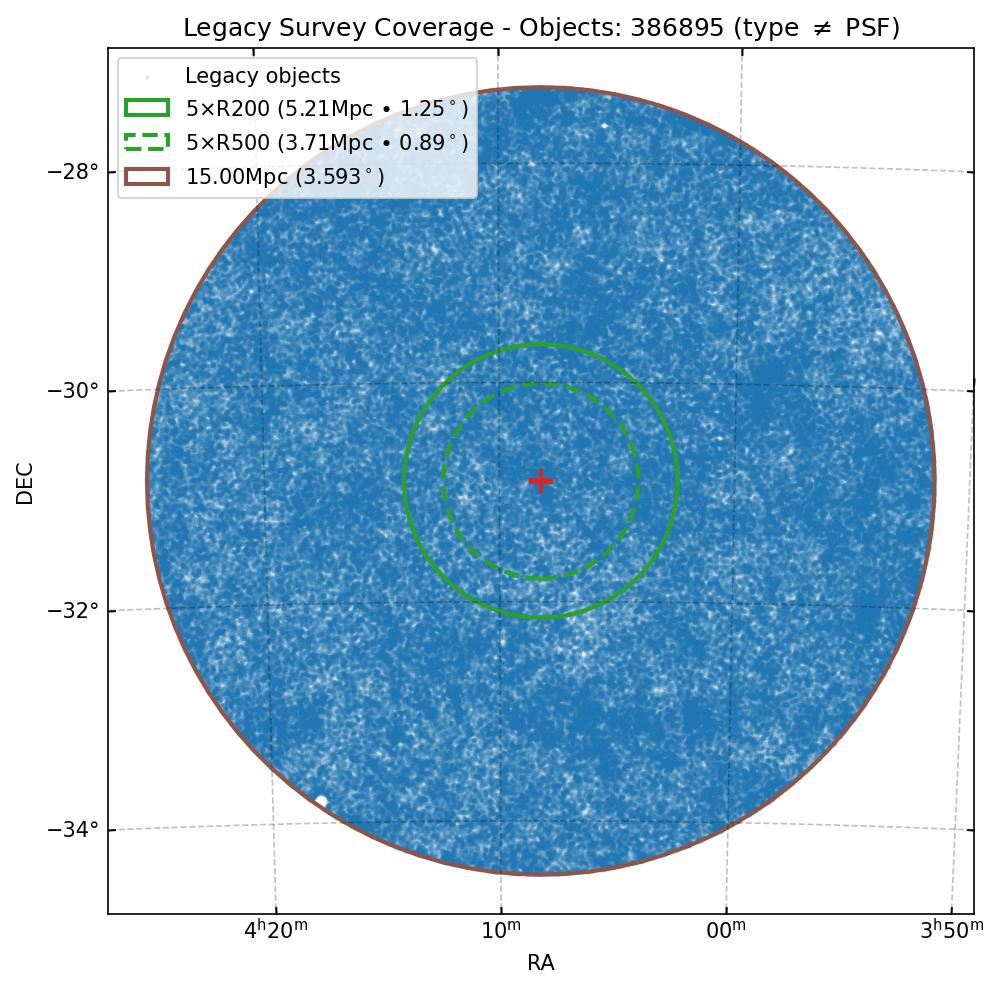 Legacy Survey Coverage - Objects: 386895 (type ≠ PSF)
Legacy objects
5×R200 (5.21Mpc • 1.25°)
5×R500 (3.71Mpc • 0.89°)
15.00Mpc (3.593°)
−28°
−30°
−32°
−34°
DEC
4ʰ20ᵐ 10ᵐ 00ᵐ 3ʰ50ᵐ
RA